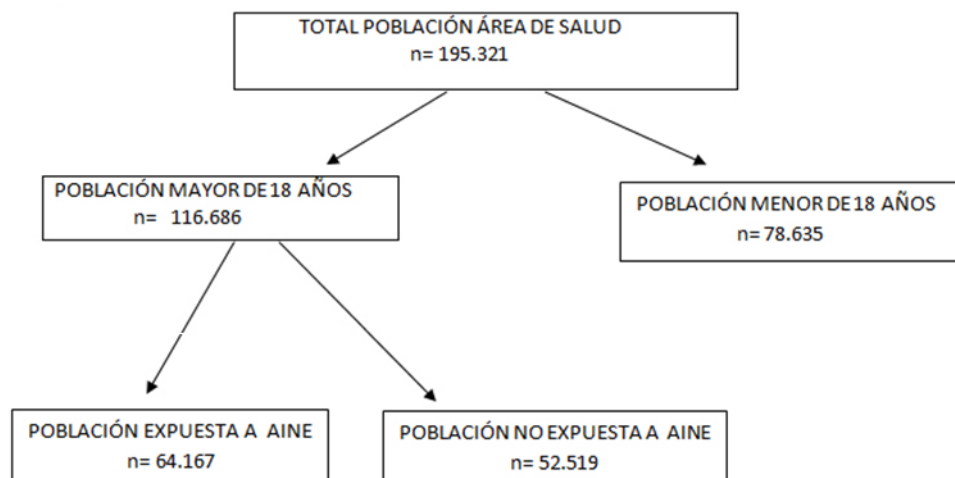 TOTAL POBLACIÓN ÁREA DE SALUD
n= 195.321
POBLACIÓN MAYOR DE 18 AÑOS
n= 116.686
POBLACIÓN MENOR DE 18 AÑOS
n= 78.635
POBLACIÓN EXPUESTA A AINE
n= 64.167
POBLACIÓN NO EXPUESTA A AINE
n= 52.519